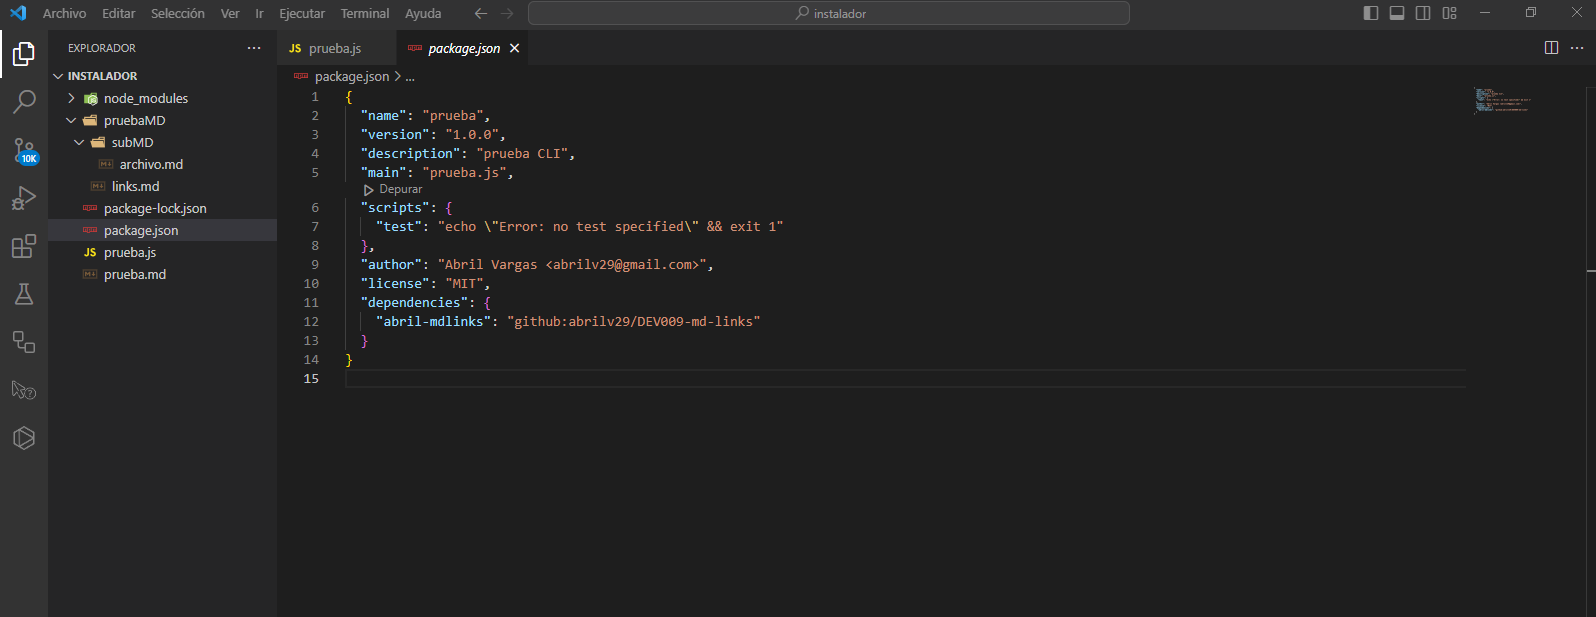 Archivo Editar Selección Ver Ir Ejecutar Terminal Ayuda
instalador
EXPLORADOR
INSTALADOR
node_modules
pruebaMD
subMD
archivo.md
links.md
package-lock.json
package.json
JS prueba.js
prueba.md
10K
JS prueba.js
package.json
package.json > ...
1 {
2 "name": "prueba",
3 "version": "1.0.0",
4 "description": "prueba CLI",
5 "main": "prueba.js",
Depurar
6 "scripts": {
7 "test": "echo \"Error: no test specified\" && exit 1"
8 },
9 "author": "Abril Vargas <abrilv29@gmail.com>",
10 "license": "MIT",
11 "dependencies": {
12 "abril-mdlinks": "github:abrilv29/DEV009-md-links"
13 }
14 }
15